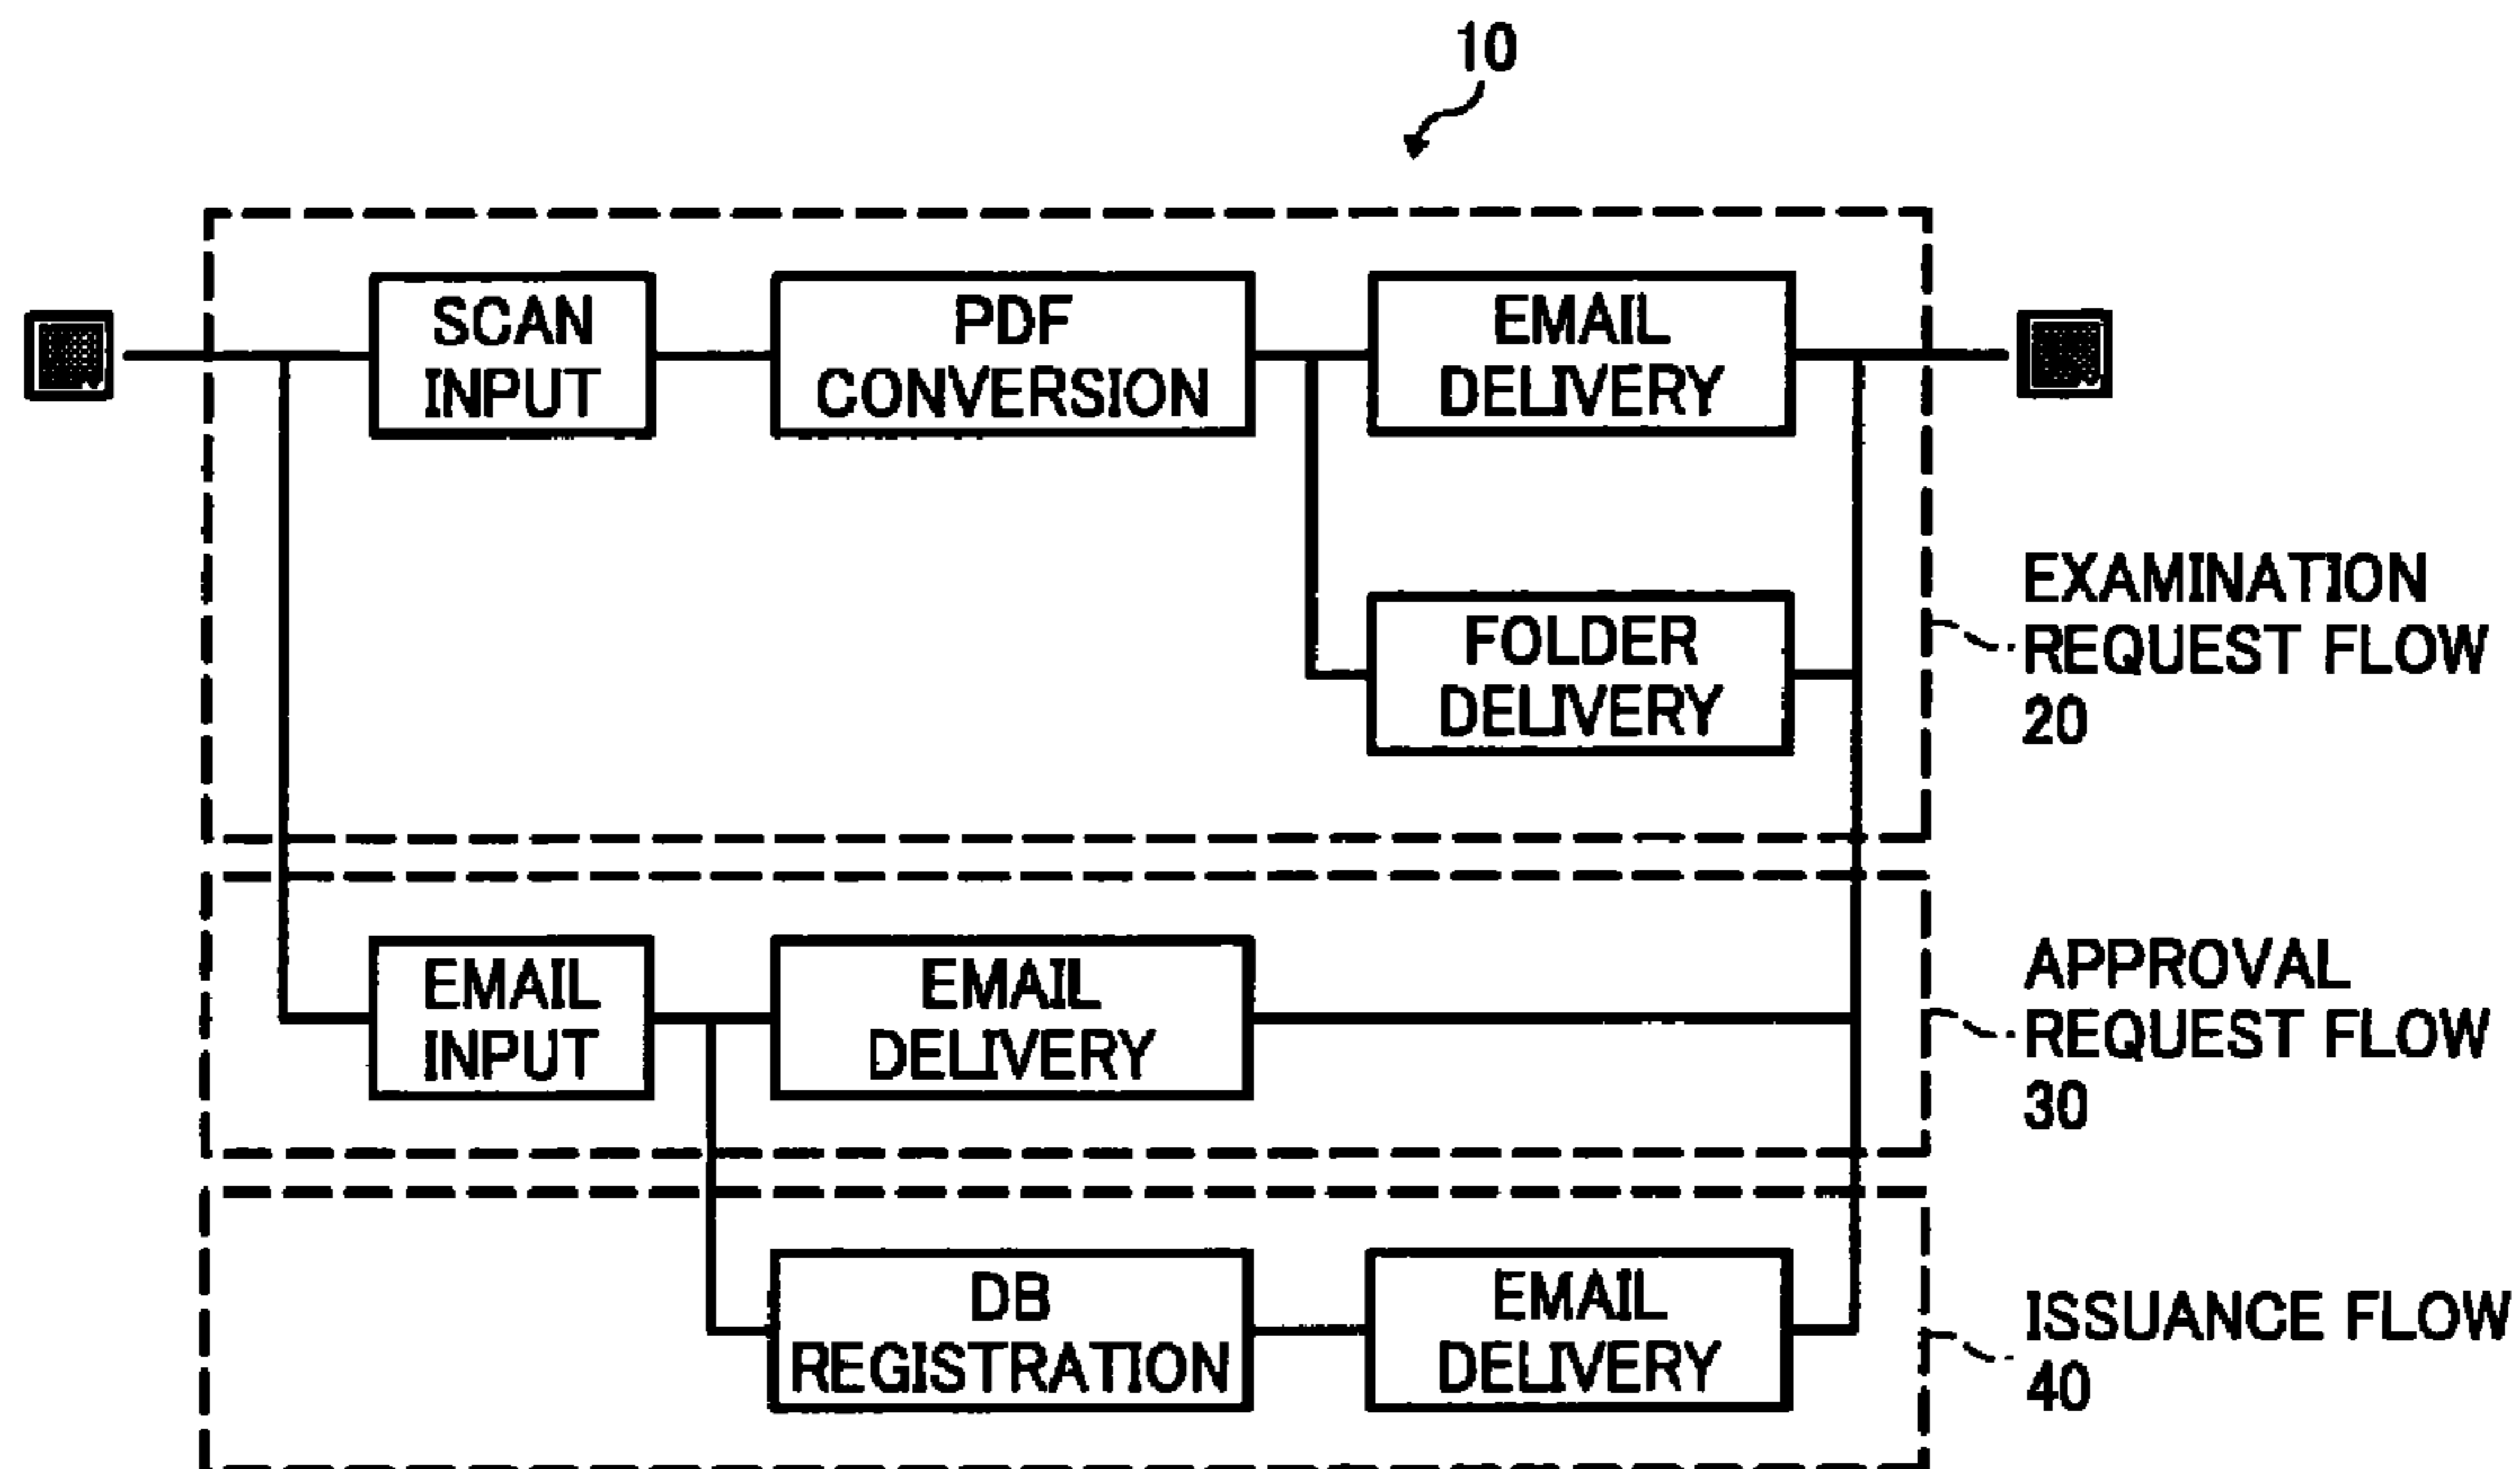 10
SCAN
INPUT
PDF
CONVERSION
EMAIL
DELIVERY
FOLDER
DELIVERY
EXAMINATION
REQUEST FLOW
20
EMAIL
INPUT
EMAIL
DELIVERY
APPROVAL
REQUEST FLOW
30
DB
REGISTRATION
EMAIL
DELIVERY
ISSUANCE FLOW
40